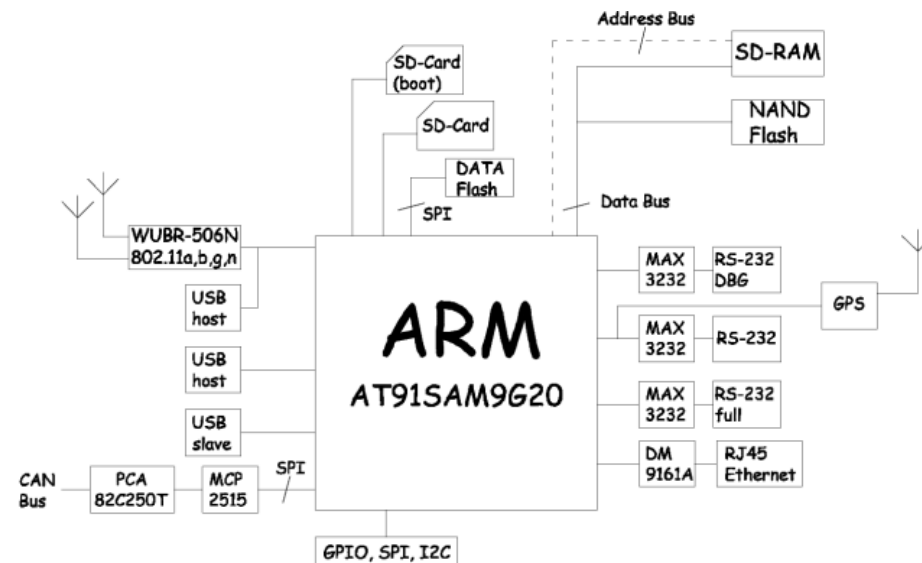 Address Bus
SD-Card
(boot)
SD-RAM
SD-Card
NAND
Flash
DATA
Flash
SPI
Data Bus
WUBR-506N
802.11a,b,g,n
MAX
3232
RS-232
DBG
USB
host
GPS
ARM
AT91SAM9G20
MAX
3232
RS-232
USB
host
MAX
3232
RS-232
full
USB
slave
DM
9161A
RJ45
Ethernet
CAN
Bus
PCA
82C250T
MCP
2515
SPI
GPIO, SPI, I2C